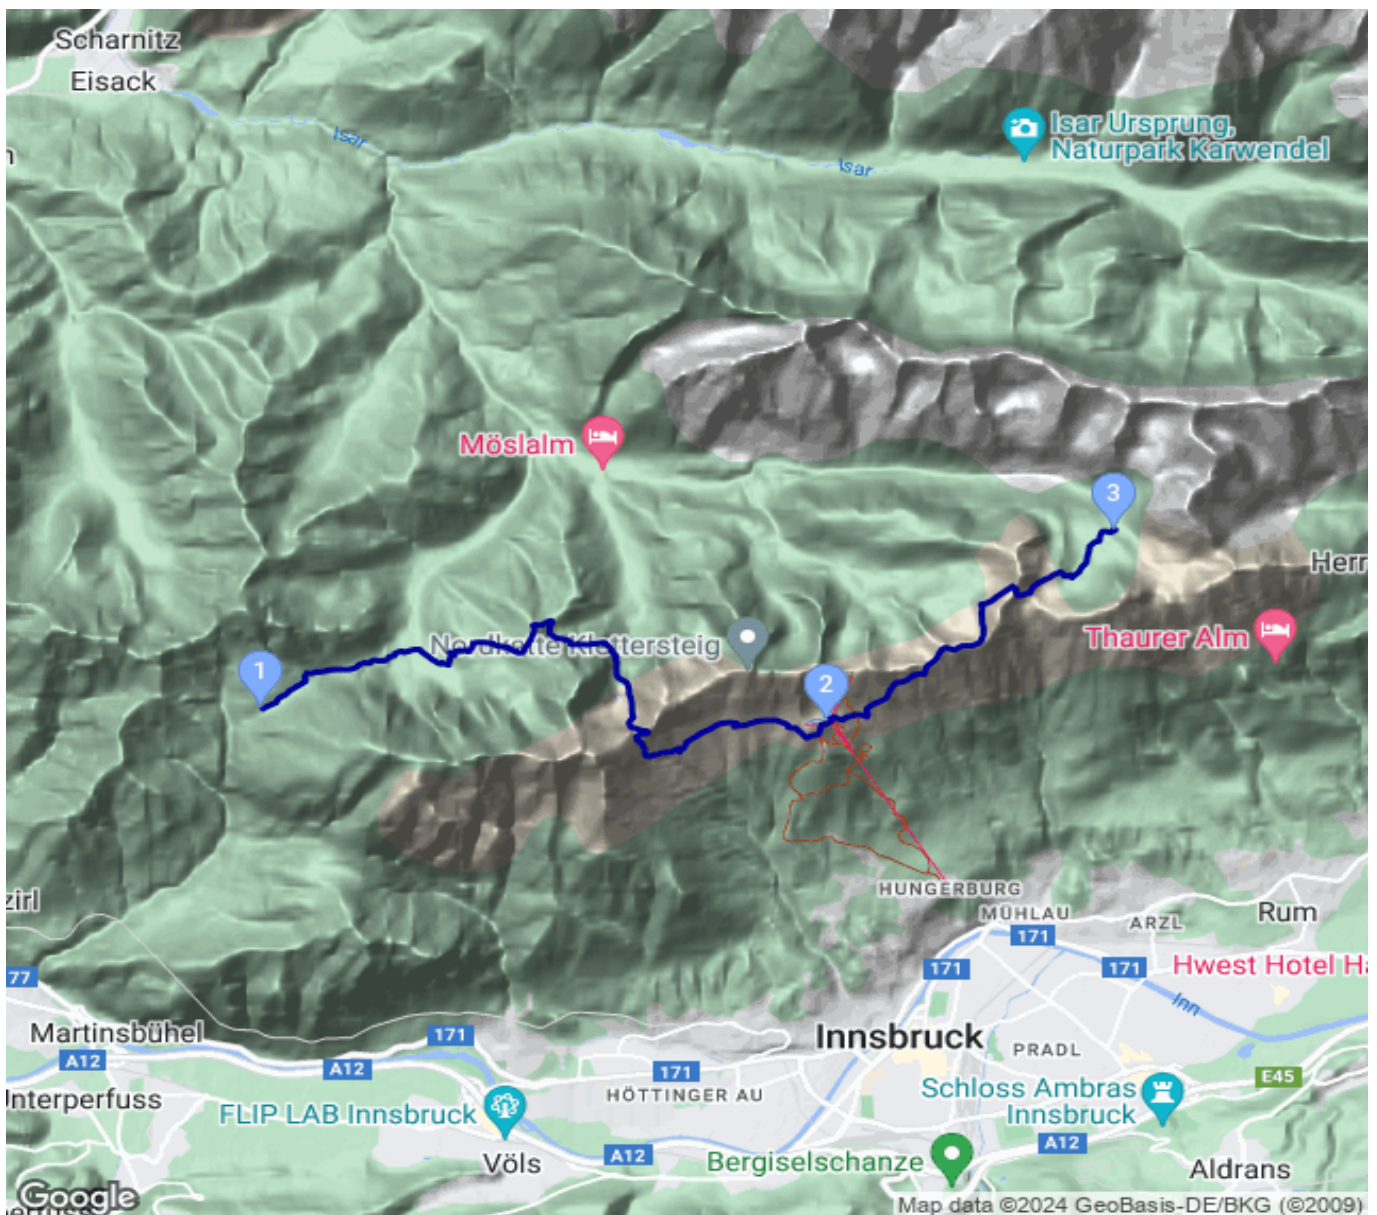 Scharnitz
Eisack
Isar
Isar
Isar Ursprung,
Naturpark Karwendel
Möslalm
3
Herr
Nordkette Klettersteig
Thaurer Alm
1
2
HUNGERBURG
zirl
MÜHLAU
ARZL
Rum
171
77
171
171
Hwest Hotel Ha
Inn
Martinsbühel
171
Innsbruck
PRADL
A12
A12
171
E45
Unterperfuss
HÖTTINGER AU
Schloss Ambras
Innsbruck
FLIP LAB Innsbruck
A12
A12
Völs
Bergiselschanze
Aldrans
Google
Map data ©2024 GeoBasis-DE/BKG (©2009)